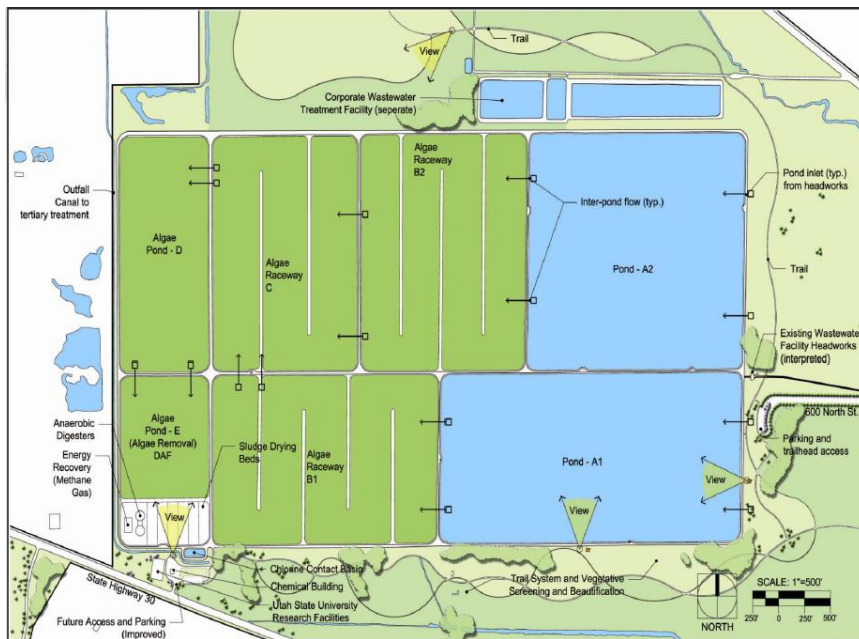 View
Trail
Corporate Wastewater
Treatment Facility (seperate)
Algae
Raceway
B2
Outfall
Canal to
tertiary treatment
Pond inlet (typ.)
from headworks
Inter-pond flow (typ.)
Algae
Pond - D
Algae
Raceway
C
Pond - A2
Trail
Existing Wastewater
Facility Headworks
(interpreted)
600 North St.
Algae
Pond - E
(Algae Removal)
DAF
Anaerobic
Digesters
Energy
Recovery
(Methane
Gas)
Sludge Drying
Beds
Algae
Raceway
B1
Pond - A1
Parking and
trailhead access
View
View
View
Chlorine Contact Basin
Chemical Building
Utah State University
Research Facilities
State Highway 30
Future Access and Parking
(Improved)
Trail System and Vegetative
Screening and Beautification
NORTH
SCALE: 1"=500'
250' 0 250' 500'